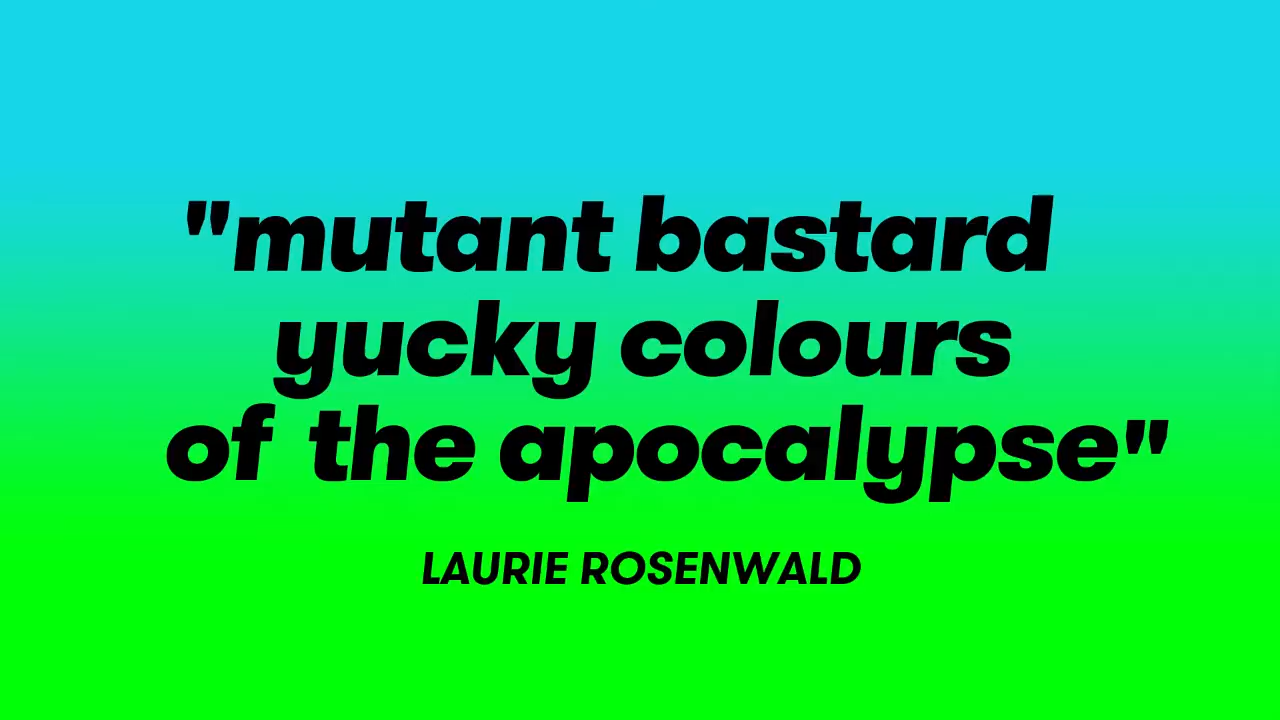 "mutant bastard
yucky colours
of the apocalypse"
LAURIE ROSENWALD